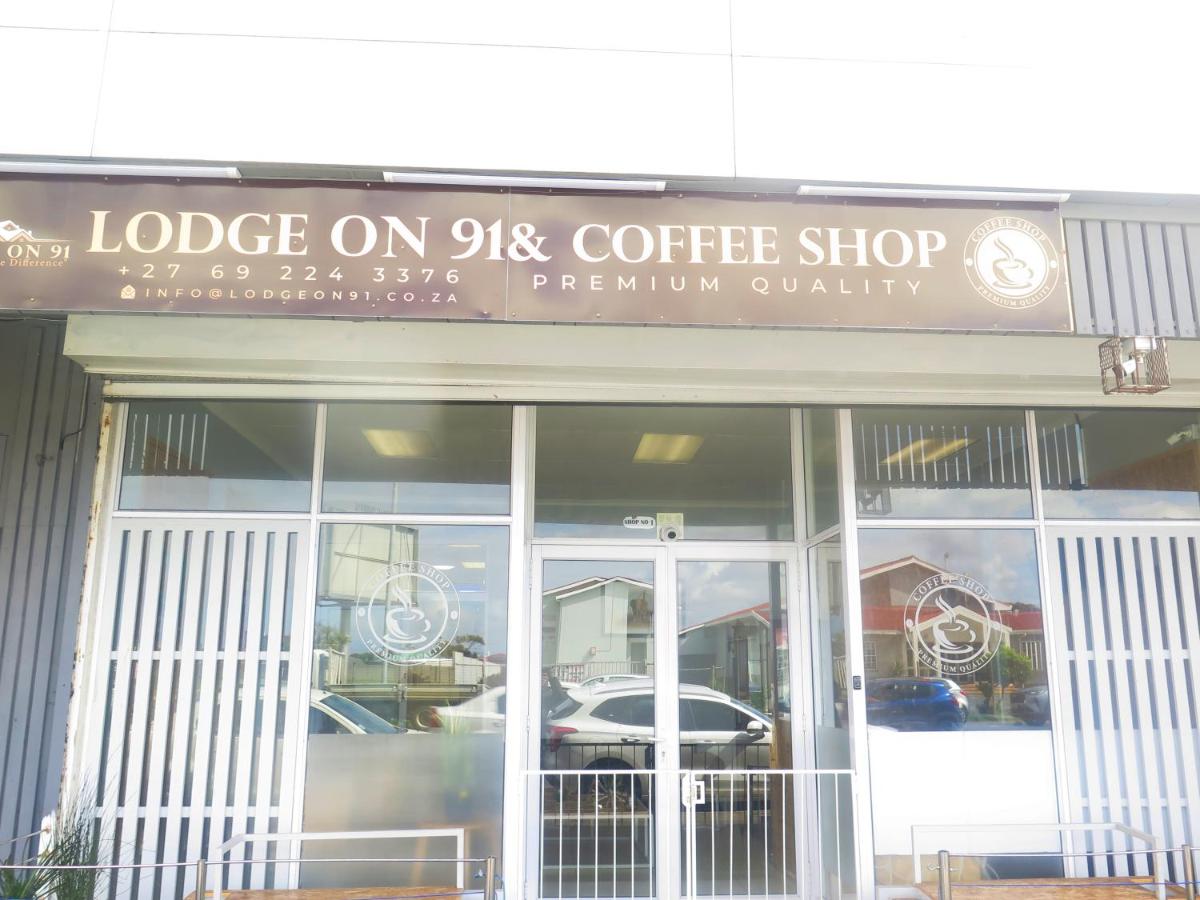 ON 91
e Difference"
LODGE ON 91 & COFFEE SHOP
+27 69 224 3376
PREMIUM QUALITY
INFO@LODGEON91.CO.ZA
COFFEE SHOP
PREMIUM QUALITY
SHOP NO 1
COFFEE SHOP
PREMIUM QUALITY
COFFEE SHOP
PREMIUM QUALITY